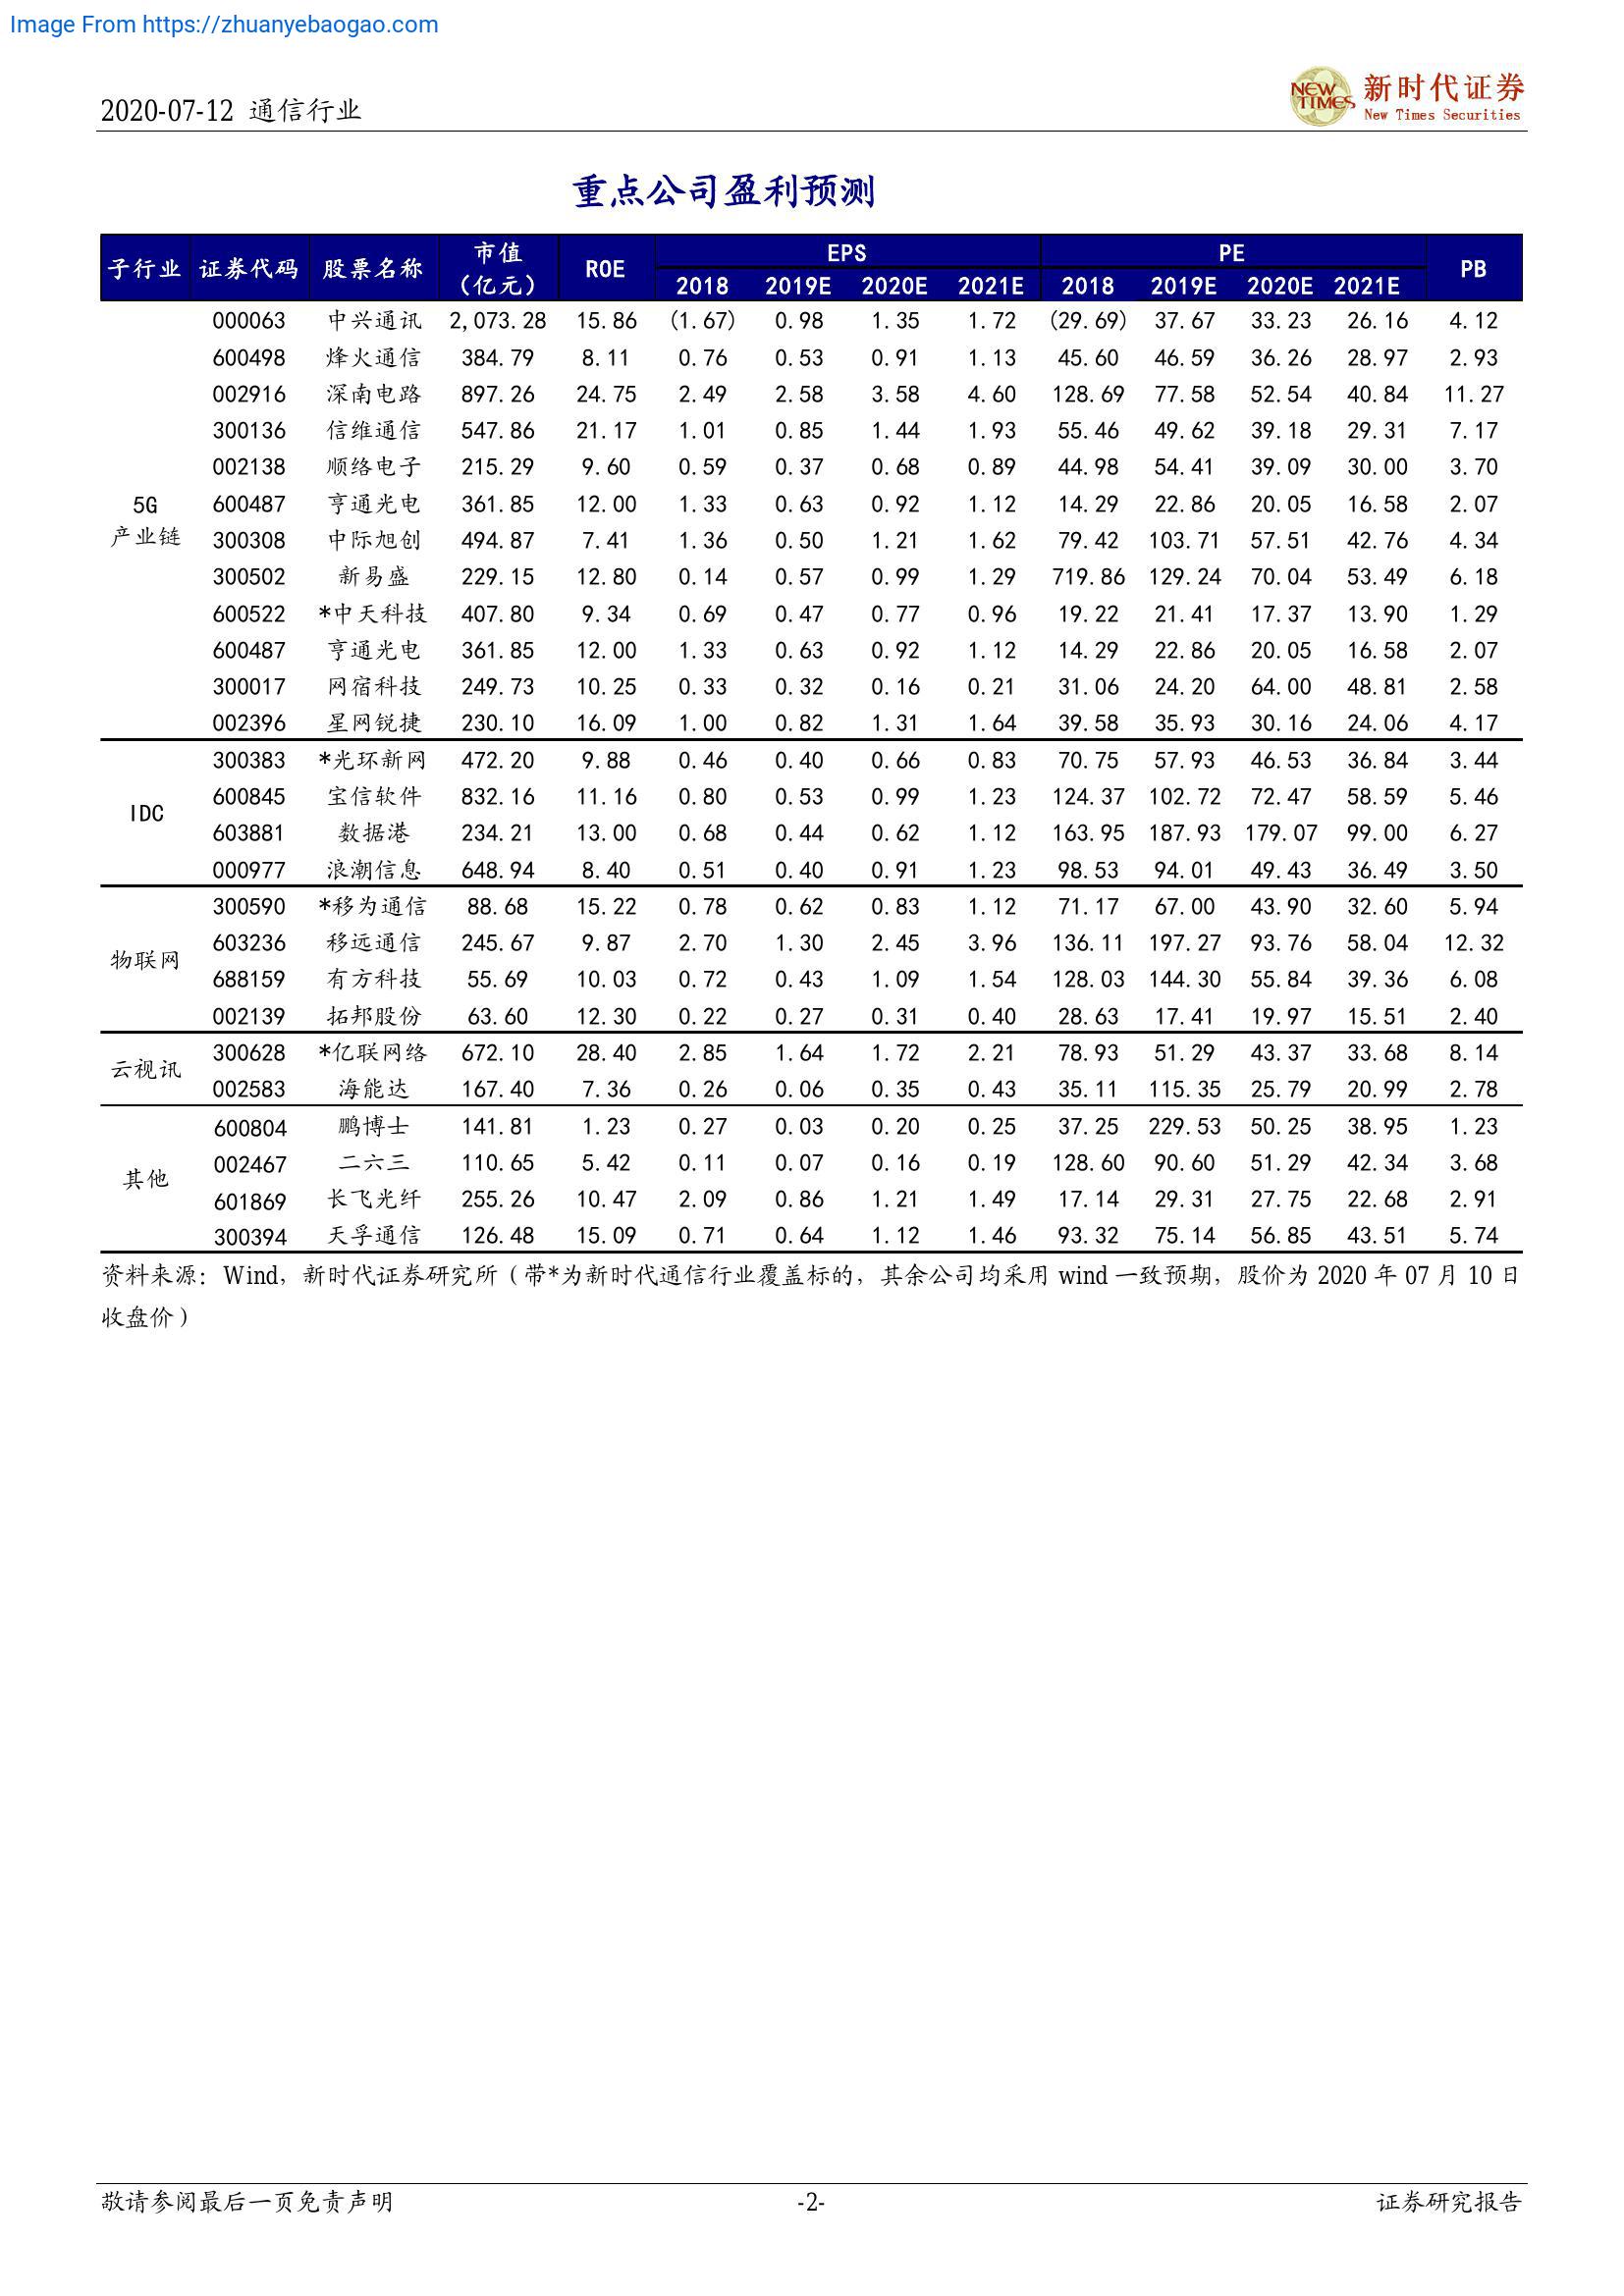 Image From https://zhuanyebaogao.com
2020-07-12 通信行业
NEW TIMES
新时代证券
New Times Securities
重点公司盈利预测
子行业 证券代码 股票名称 市值（亿元） ROE EPS PE PB
2018 2019E 2020E 2021E 2018 2019E 2020E 2021E
5G产业链
000063 中兴通讯 2,073.28 15.86 (1.67) 0.98 1.35 1.72 (29.69) 37.67 33.23 26.16 4.12
600498 烽火通信 384.79 8.11 0.76 0.53 0.91 1.13 45.60 46.59 36.26 28.97 2.93
002916 深南电路 897.26 24.75 2.49 2.58 3.58 4.60 128.69 77.58 52.54 40.84 11.27
300136 信维通信 547.86 21.17 1.01 0.85 1.44 1.93 55.46 49.62 39.18 29.31 7.17
002138 顺络电子 215.29 9.60 0.59 0.37 0.68 0.89 44.98 54.41 39.09 30.00 3.70
600487 亨通光电 361.85 12.00 1.33 0.63 0.92 1.12 14.29 22.86 20.05 16.58 2.07
300308 中际旭创 494.87 7.41 1.36 0.50 1.21 1.62 79.42 103.71 57.51 42.76 4.34
300502 新易盛 229.15 12.80 0.14 0.57 0.99 1.29 719.86 129.24 70.04 53.49 6.18
600522 *中天科技 407.80 9.34 0.69 0.47 0.77 0.96 19.22 21.41 17.37 13.90 1.29
600487 亨通光电 361.85 12.00 1.33 0.63 0.92 1.12 14.29 22.86 20.05 16.58 2.07
300017 网宿科技 249.73 10.25 0.33 0.32 0.16 0.21 31.06 24.20 64.00 48.81 2.58
002396 星网锐捷 230.10 16.09 1.00 0.82 1.31 1.64 39.58 35.93 30.16 24.06 4.17
IDC
300383 *光环新网 472.20 9.88 0.46 0.40 0.66 0.83 70.75 57.93 46.53 36.84 3.44
600845 宝信软件 832.16 11.16 0.80 0.53 0.99 1.23 124.37 102.72 72.47 58.59 5.46
603881 数据港 234.21 13.00 0.68 0.44 0.62 1.12 163.95 187.93 179.07 99.00 6.27
000977 浪潮信息 648.94 8.40 0.51 0.40 0.91 1.23 98.53 94.01 49.43 36.49 3.50
物联网
300590 *移为通信 88.68 15.22 0.78 0.62 0.83 1.12 71.17 67.00 43.90 32.60 5.94
603236 移远通信 245.67 9.87 2.70 1.30 2.45 3.96 136.11 197.27 93.76 58.04 12.32
688159 有方科技 55.69 10.03 0.72 0.43 1.09 1.54 128.03 144.30 55.84 39.36 6.08
002139 拓邦股份 63.60 12.30 0.22 0.27 0.31 0.40 28.63 17.41 19.97 15.51 2.40
云视讯
300628 *亿联网络 672.10 28.40 2.85 1.64 1.72 2.21 78.93 51.29 43.37 33.68 8.14
002583 海能达 167.40 7.36 0.26 0.06 0.35 0.43 35.11 115.35 25.79 20.99 2.78
其他
600804 鹏博士 141.81 1.23 0.27 0.03 0.20 0.25 37.25 229.53 50.25 38.95 1.23
002467 二六三 110.65 5.42 0.11 0.07 0.16 0.19 128.60 90.60 51.29 42.34 3.68
601869 长飞光纤 255.26 10.47 2.09 0.86 1.21 1.49 17.14 29.31 27.75 22.68 2.91
300394 天孚通信 126.48 15.09 0.71 0.64 1.12 1.46 93.32 75.14 56.85 43.51 5.74
资料来源：Wind，新时代证券研究所（带*为新时代通信行业覆盖标的，其余公司均采用 wind 一致预期，股价为 2020 年 07 月 10 日
收盘价）
敬请参阅最后一页免责声明 -2- 证券研究报告